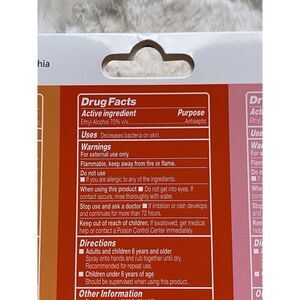 hia
Drug Facts
Active ingredient Purpose
Ethyl Alcohol 70% v/v Antiseptic
Uses Decreases bacteria on skin.
Warnings
For external use only
Flammable, keep away from fire or flame.
Do not use
■ If you are allergic to any of the ingredients.
When using this product ■ Do not get into eyes. If
contact occurs, rinse thoroughly with water.
Stop use and ask a doctor ■ If irritation or rash develops
and continues for more than 72 hours.
Keep out of reach of children. If swallowed, get medical
help or contact a Poison Control Center immediately.
Directions
■ Adults and children 6 years and older
Spray onto hands and rub together until dry.
Recommended for repeat use.
■ Children under 6 years of age
Should be supervised when using this product.
Other Information
Dr
Act
Eth